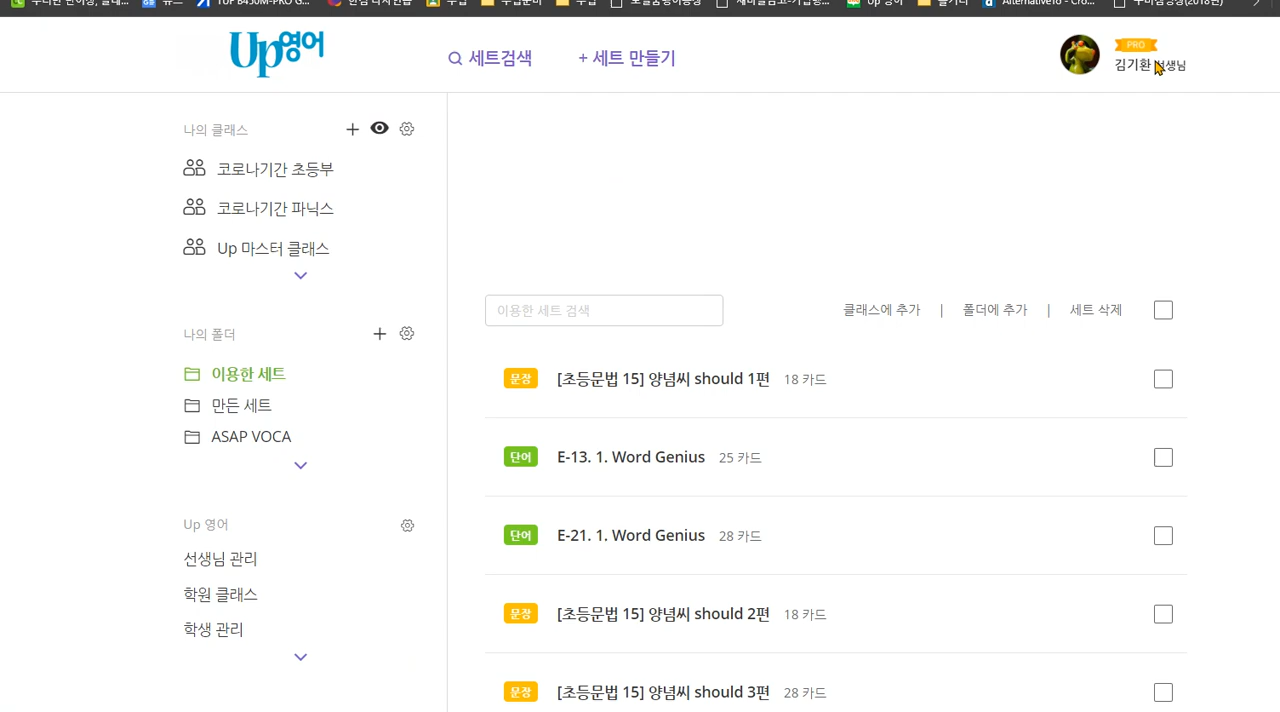 Up영어
세트검색
+ 세트 만들기
PRO
김기환 선생님
나의 클래스
코로나기간 초등부
코로나기간 파닉스
Up 마스터 클래스
나의 폴더
이용한 세트
만든 세트
ASAP VOCA
Up 영어
선생님 관리
학원 클래스
학생 관리
이용한 세트 검색
클래스에 추가 | 폴더에 추가 | 세트 삭제
문장 [초등문법 15] 양념씨 should 1편 18 카드
단어 E-13. 1. Word Genius 25 카드
단어 E-21. 1. Word Genius 28 카드
문장 [초등문법 15] 양념씨 should 2편 18 카드
문장 [초등문법 15] 양념씨 should 3편 28 카드